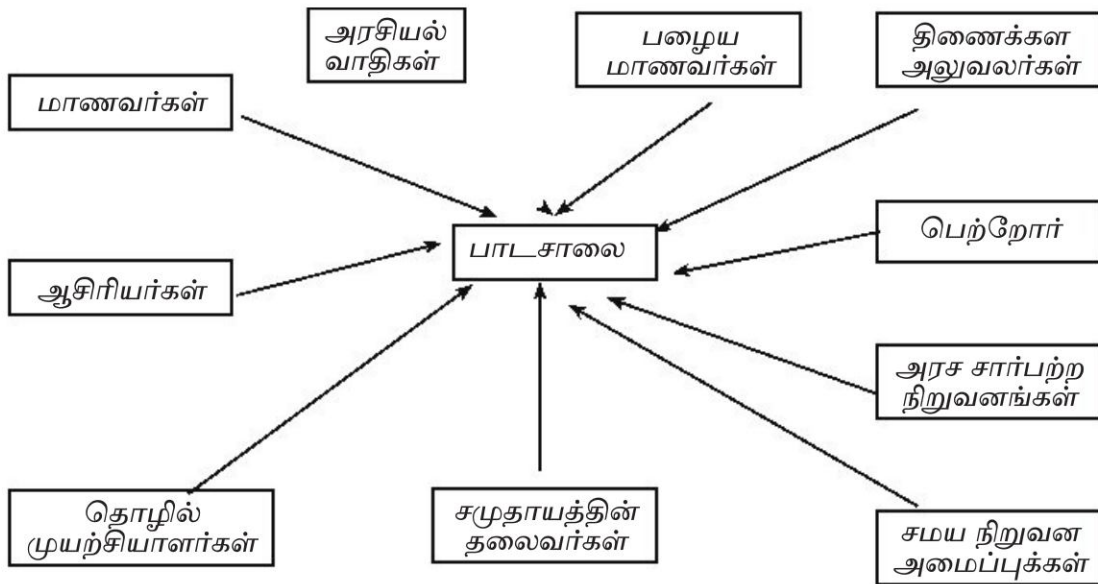 அரசியல்
வாதிகள்
பழைய
மாணவர்கள்
திணைக்கள
அலுவலர்கள்
மாணவர்கள்
பாடசாலை
பெற்றோர்
ஆசிரியர்கள்
அரச சார்பற்ற
நிறுவனங்கள்
தொழில்
முயற்சியாளர்கள்
சமுதாயத்தின்
தலைவர்கள்
சமய நிறுவன
அமைப்புக்கள்